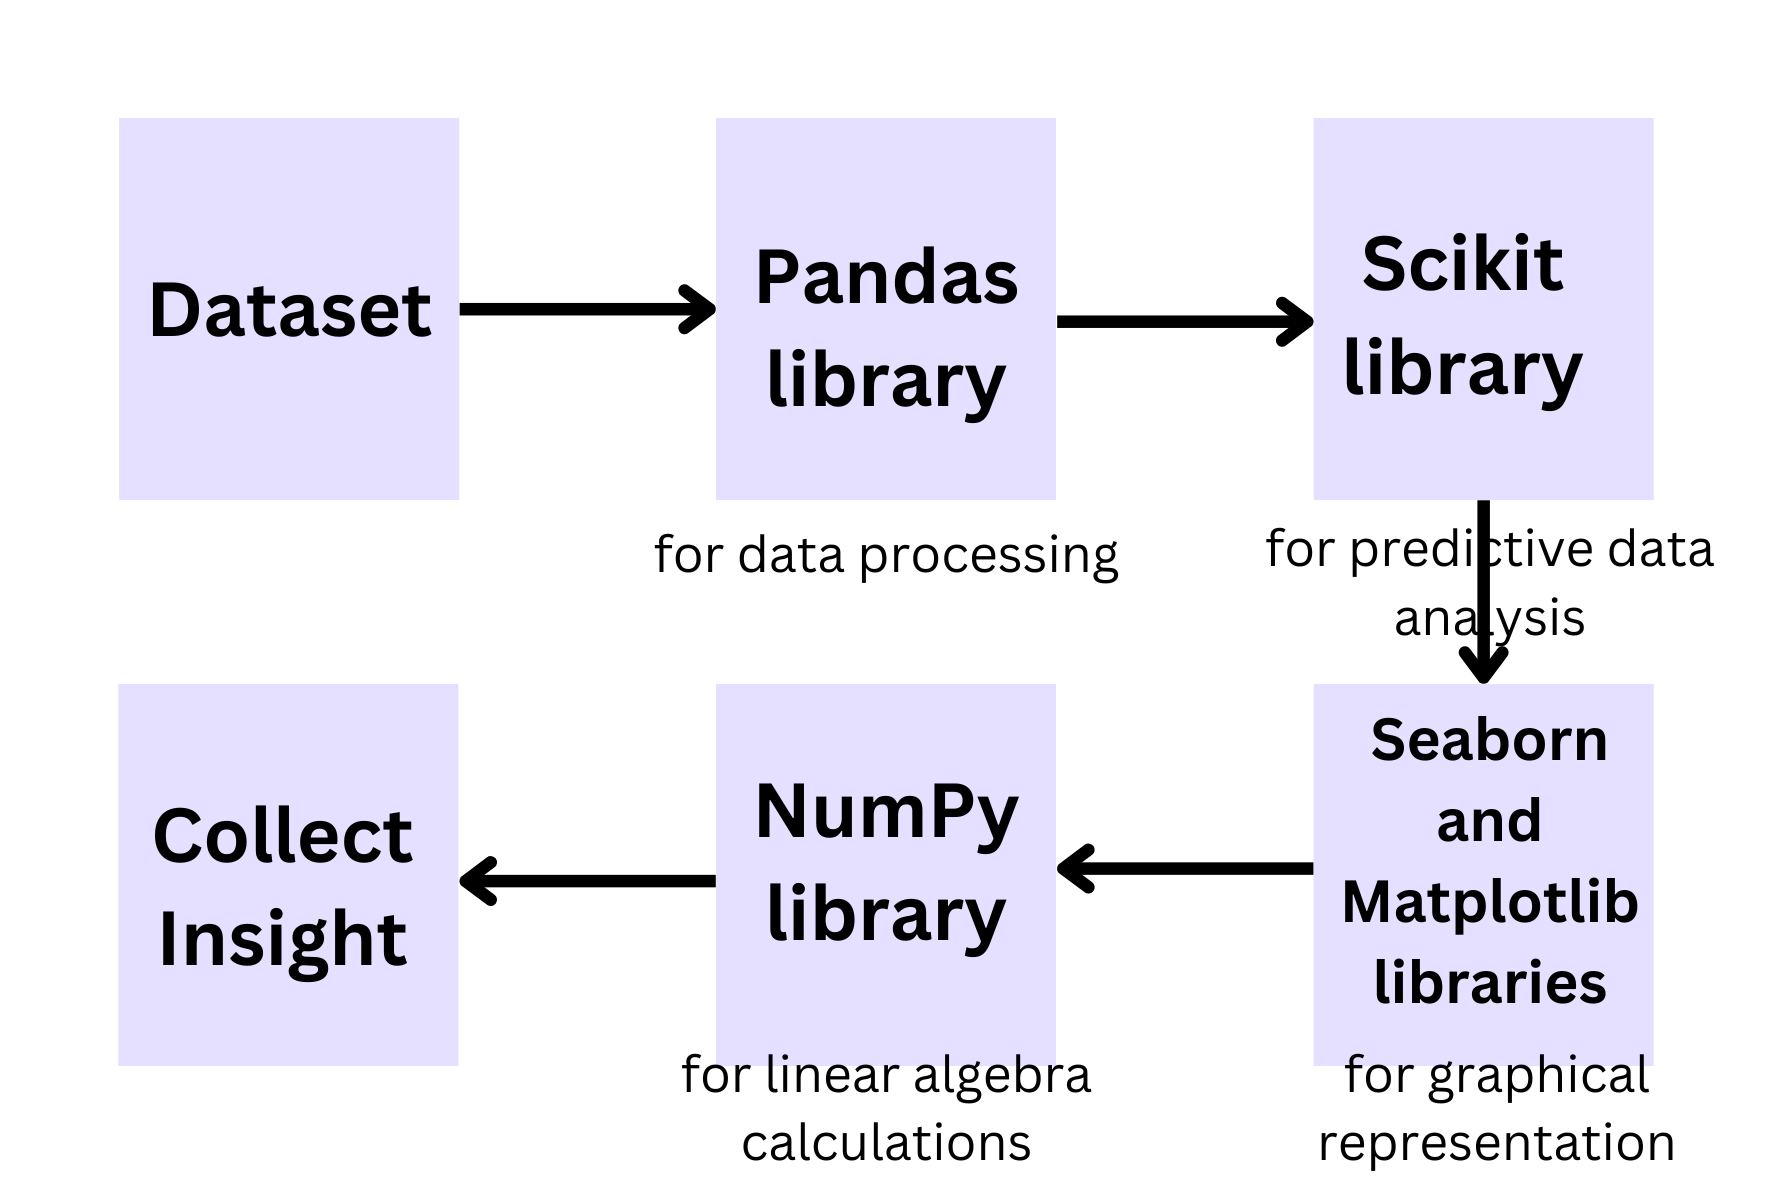 Dataset
Pandas
library
for data processing
Scikit
library
for predictive data
analysis
Seaborn
and
Matplotlib
libraries
for graphical
representation
NumPy
library
for linear algebra
calculations
Collect
Insight